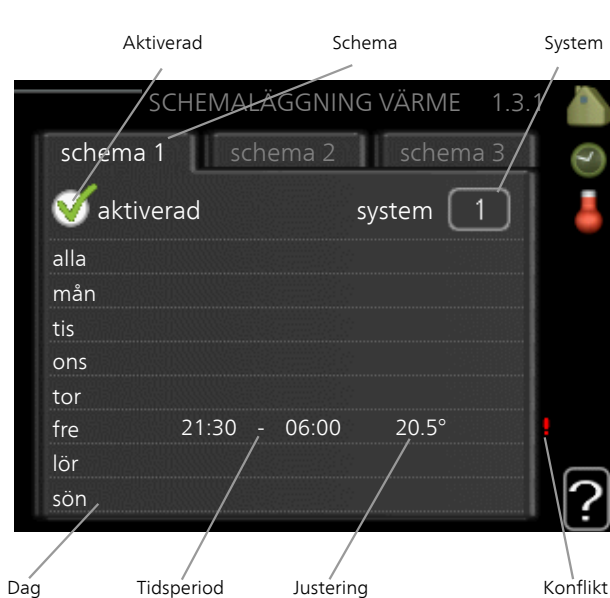 Aktiverad Schema System
SCHEMALÄGGNING VÄRME 1.3.1
schema 1 schema 2 schema 3
aktiverad system 1
alla
mån
tis
ons
tor
fre 21:30 - 06:00 20.5° !
lör
sön
?
Dag Tidsperiod Justering Konflikt